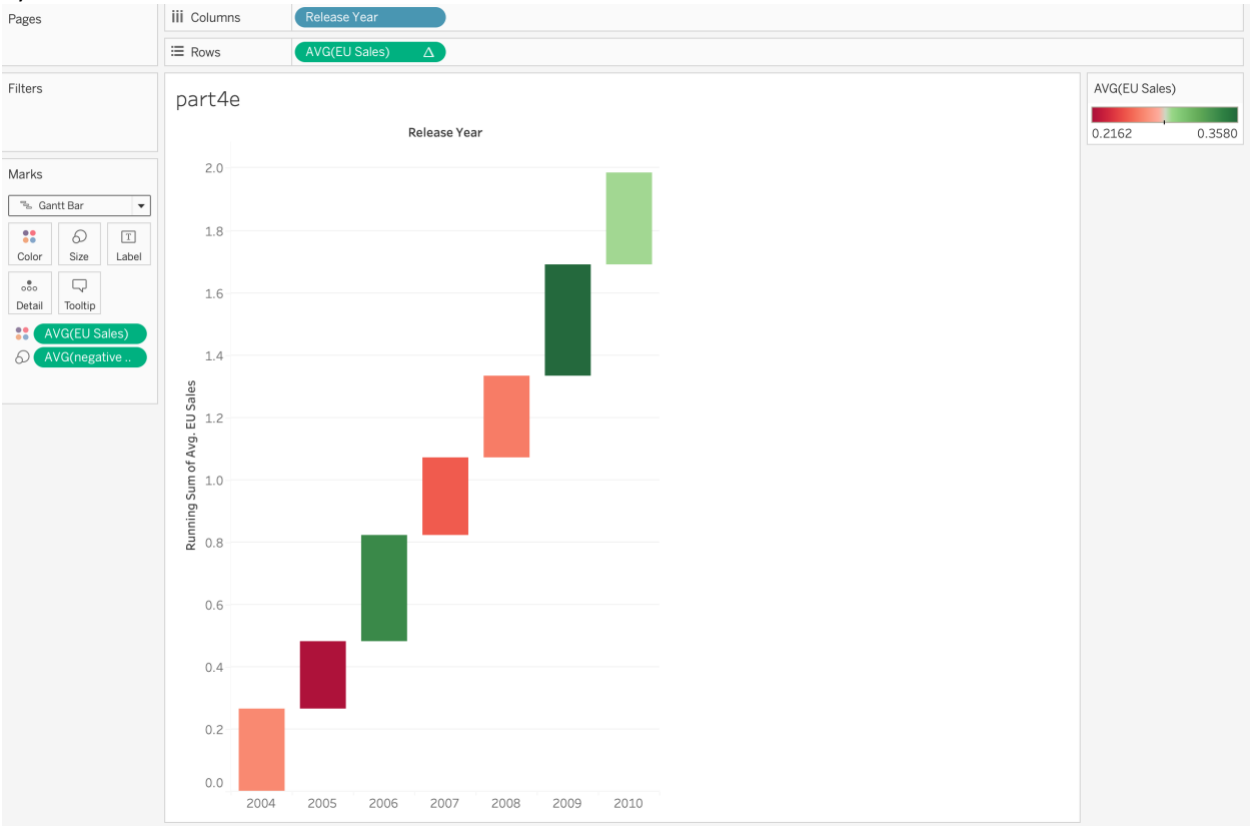 Pages
Columns
Release Year
Rows
AVG(EU Sales)
Filters
part4e
AVG(EU Sales)
0.2162 0.3580
Release Year
Marks
Gantt Bar
Color Size Label
Detail Tooltip
AVG(EU Sales)
AVG(negative ..
Running Sum of Avg. EU Sales
2.0
1.8
1.6
1.4
1.2
1.0
0.8
0.6
0.4
0.2
0.0
2004 2005 2006 2007 2008 2009 2010